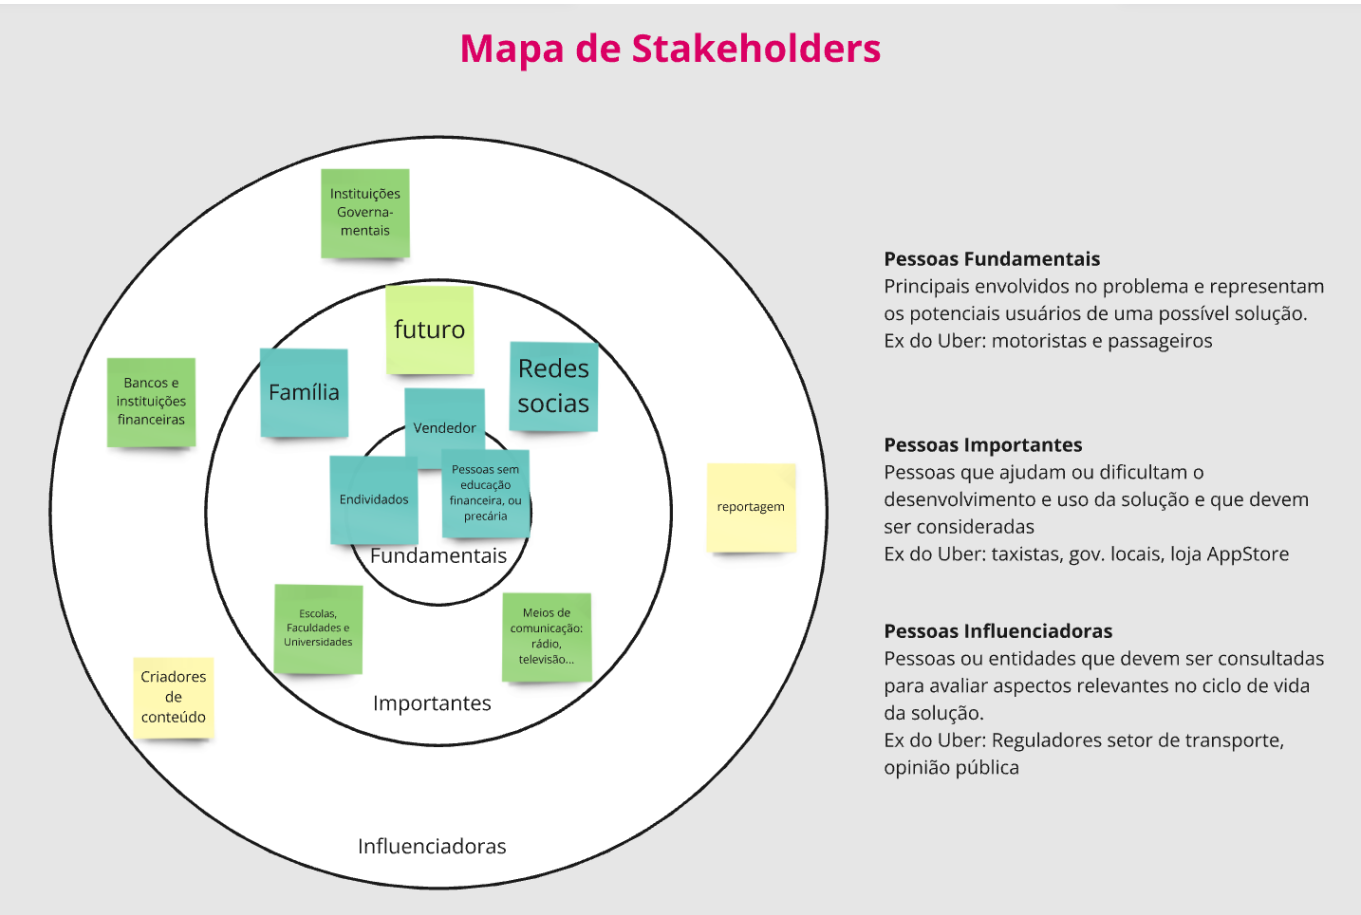 Mapa de Stakeholders
Instituições
Governa-
mentais
futuro
Família
Redes
socias
Bancos e
instituições
financeiras
Vendedor
Endividados
Pessoas sem
educação
financeira, ou
precária
reportagem
Fundamentais
Escolas,
Faculdades e
Universidades
Meios de
comunicação:
rádio,
televisão...
Criadores
de
conteúdo
Importantes
Influenciadoras
Pessoas Fundamentais
Principais envolvidos no problema e representam
os potenciais usuários de uma possível solução.
Ex do Uber: motoristas e passageiros
Pessoas Importantes
Pessoas que ajudam ou dificultam o
desenvolvimento e uso da solução e que devem
ser consideradas
Ex do Uber: taxistas, gov. locais, loja AppStore
Pessoas Influenciadoras
Pessoas ou entidades que devem ser consultadas
para avaliar aspectos relevantes no ciclo de vida
da solução.
Ex do Uber: Reguladores setor de transporte,
opinião pública